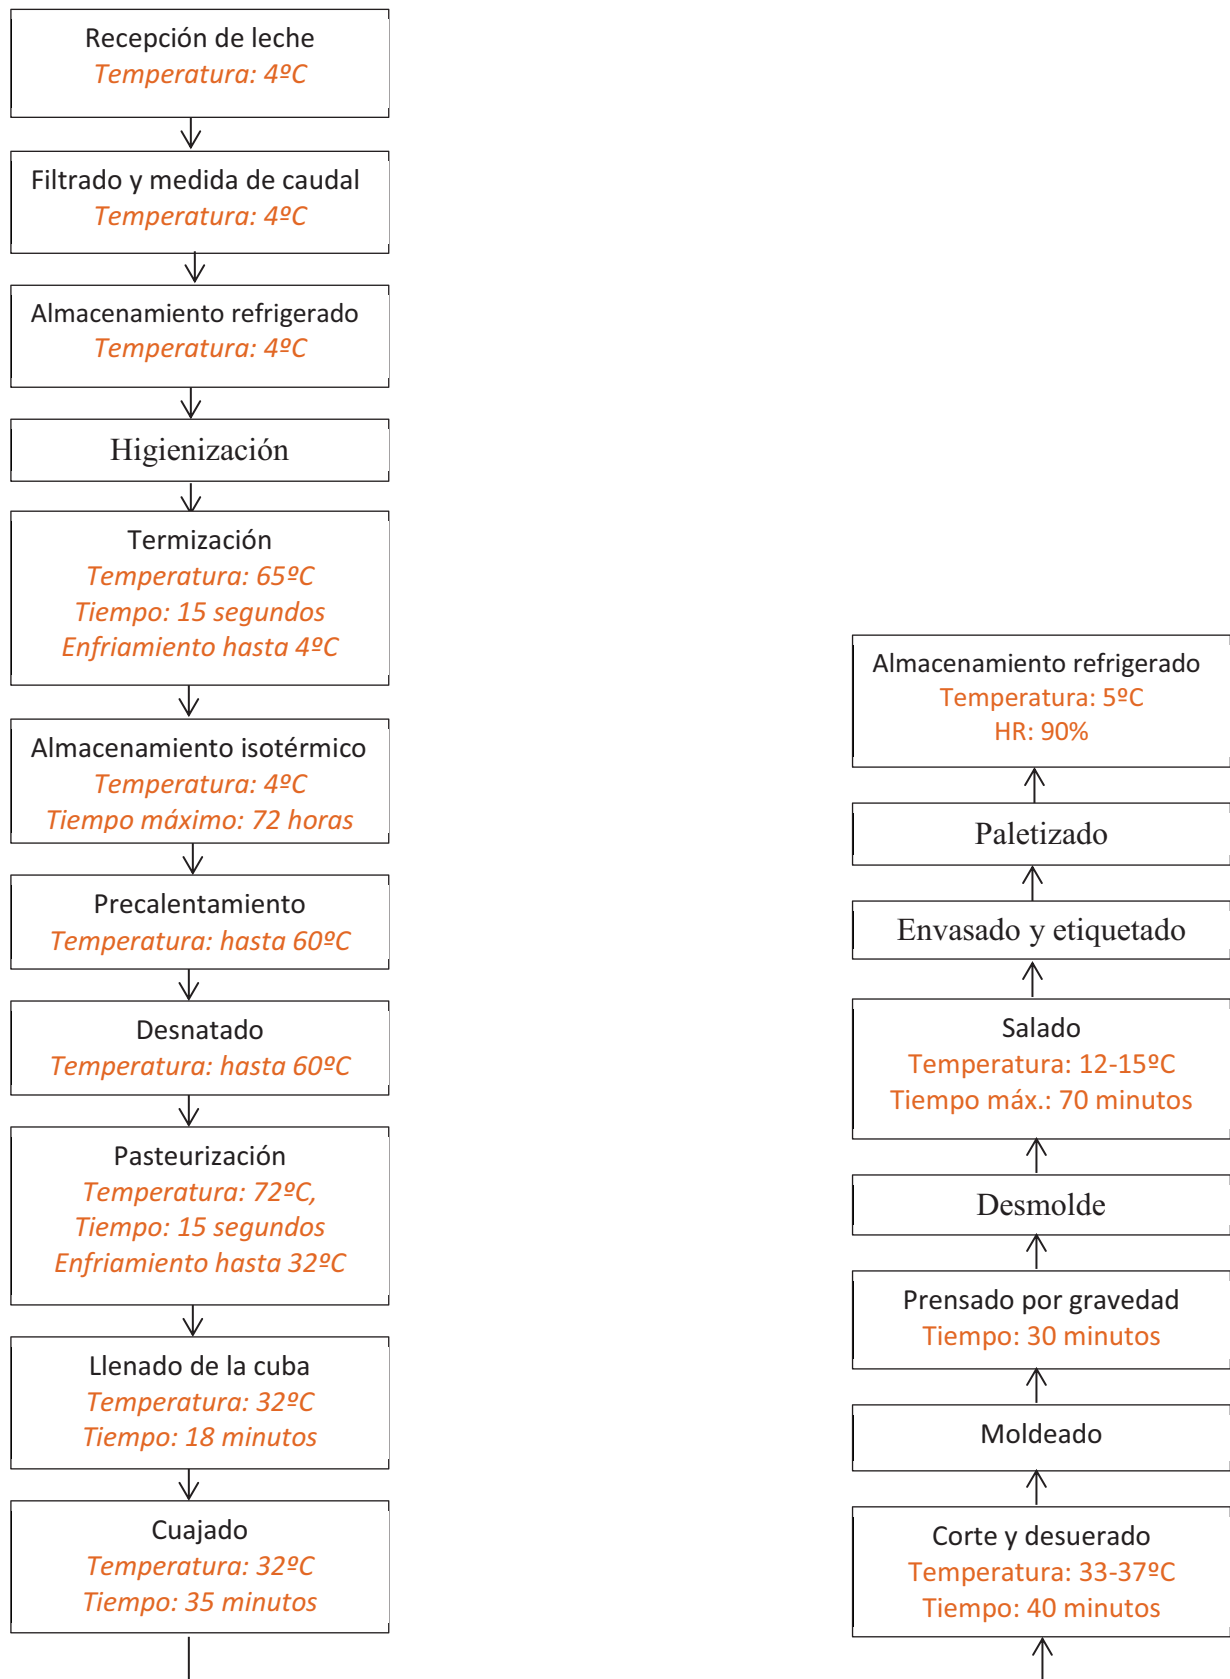 Recepción de leche
Temperatura: 4ºC
Filtrado y medida de caudal
Temperatura: 4ºC
Almacenamiento refrigerado
Temperatura: 4ºC
Higienización
Termización
Temperatura: 65ºC
Tiempo: 15 segundos
Enfriamiento hasta 4ºC
Almacenamiento isotérmico
Temperatura: 4ºC
Tiempo máximo: 72 horas
Precalentamiento
Temperatura: hasta 60ºC
Desnatado
Temperatura: hasta 60ºC
Pasteurización
Temperatura: 72ºC,
Tiempo: 15 segundos
Enfriamiento hasta 32ºC
Llenado de la cuba
Temperatura: 32ºC
Tiempo: 18 minutos
Cuajado
Temperatura: 32ºC
Tiempo: 35 minutos
Almacenamiento refrigerado
Temperatura: 5ºC
HR: 90%
Paletizado
Envasado y etiquetado
Salado
Temperatura: 12-15ºC
Tiempo máx.: 70 minutos
Desmolde
Prensado por gravedad
Tiempo: 30 minutos
Moldeado
Corte y desuerado
Temperatura: 33-37ºC
Tiempo: 40 minutos